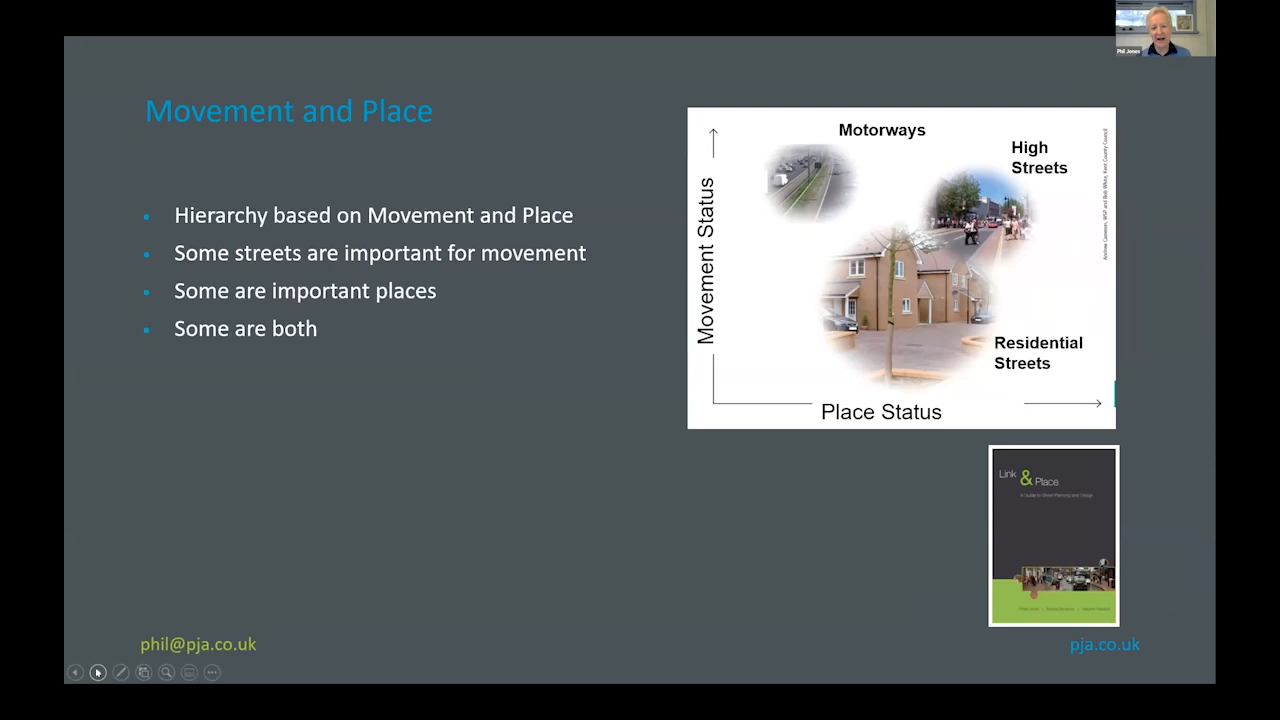 Phil Jones
Movement and Place
Hierarchy based on Movement and Place
Some streets are important for movement
Some are important places
Some are both
Motorways
High
Streets
Movement Status
Residential
Streets
Place Status
Link & Place
A Guide to Street Planning and Design
phil@pja.co.uk
pja.co.uk